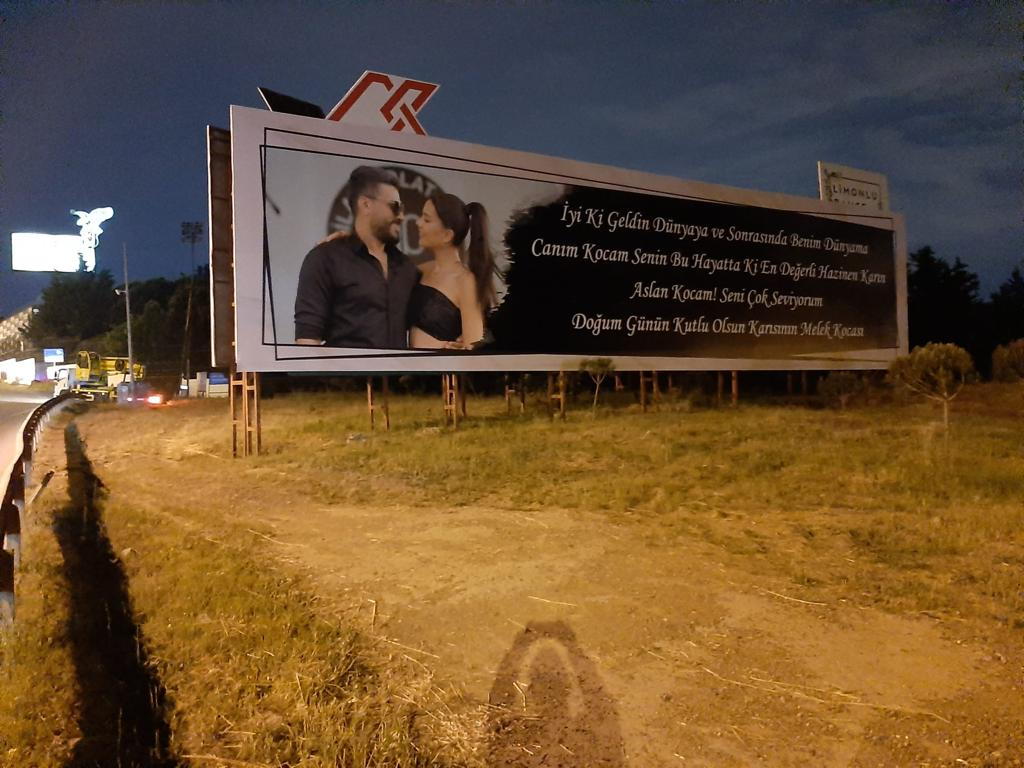 LİMONLU
İyi Ki Geldin Dünyaya ve Sonrasında Benim Dünyama
Canım Kocam Senin Bu Hayatta Ki En Değerli Hazinen Karın
Aslan Kocam! Seni Çok Seviyorum
Doğum Günün Kutlu Olsun Karısının Melek Kocası